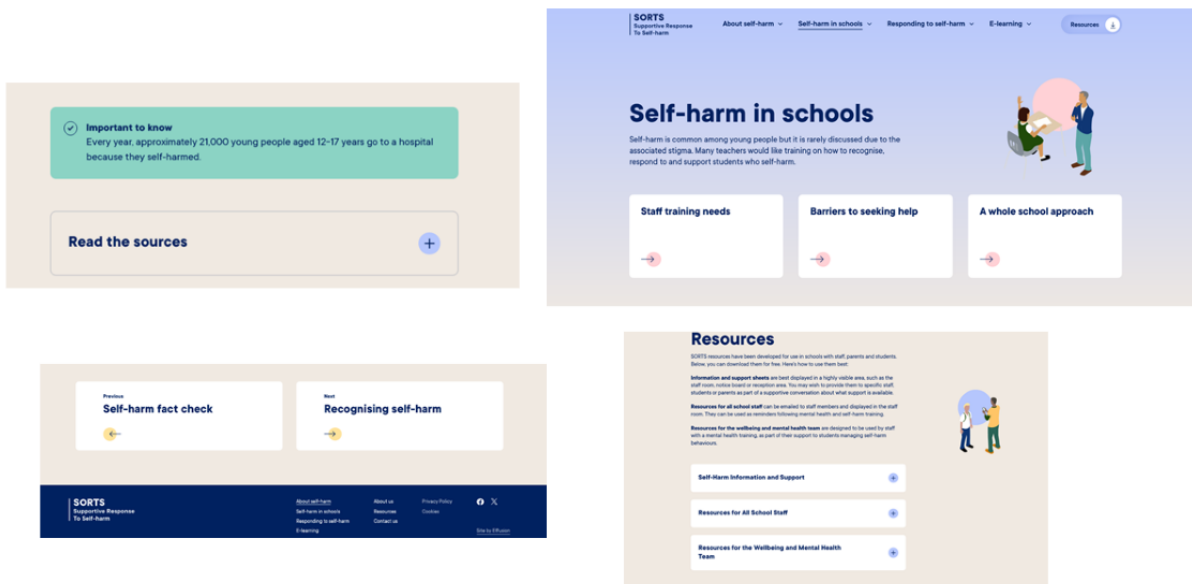 Important to know
Every year, approximately 21,000 young people aged 12-17 years go to a hospital
because they self-harmed.
Read the sources
SORTS
Supportive Response
To Self-harm
About self-harm
Self-harm in schools
Responding to self-harm
E-learning
Resources
Self-harm in schools
Self-harm is common among young people but it is rarely discussed due to the
associated stigma. Many teachers would like training on how to recognise,
respond to and support students who self-harm.
Staff training needs
Barriers to seeking help
A whole school approach
Previous
Self-harm fact check
Next
Recognising self-harm
SORTS
Supportive Response
To Self-harm
About self-harm
Self-harm in schools
Responding to self-harm
E-learning
About us
Resources
Contact us
Privacy Policy
Cookies
Site by Effusion
Resources
SORTS resources have been developed for use in schools with staff, parents and students.
Below, you can download them for free. Here's how to use them best:
Information and support sheets are best displayed in a highly visible area, such as the
staff room, notice board or reception area. You may wish to provide them to specific staff,
students or parents as part of a supportive conversation about what support is available.
Resources for all school staff can be emailed to staff members and displayed in the staff
room. They can be used as reminders following mental health and self-harm training.
Resources for the wellbeing and mental health team are designed to be used by staff
with a mental health training, as part of their support to students managing self-harm
behaviours.
Self-Harm Information and Support
Resources for All School Staff
Resources for the Wellbeing and Mental Health
Team